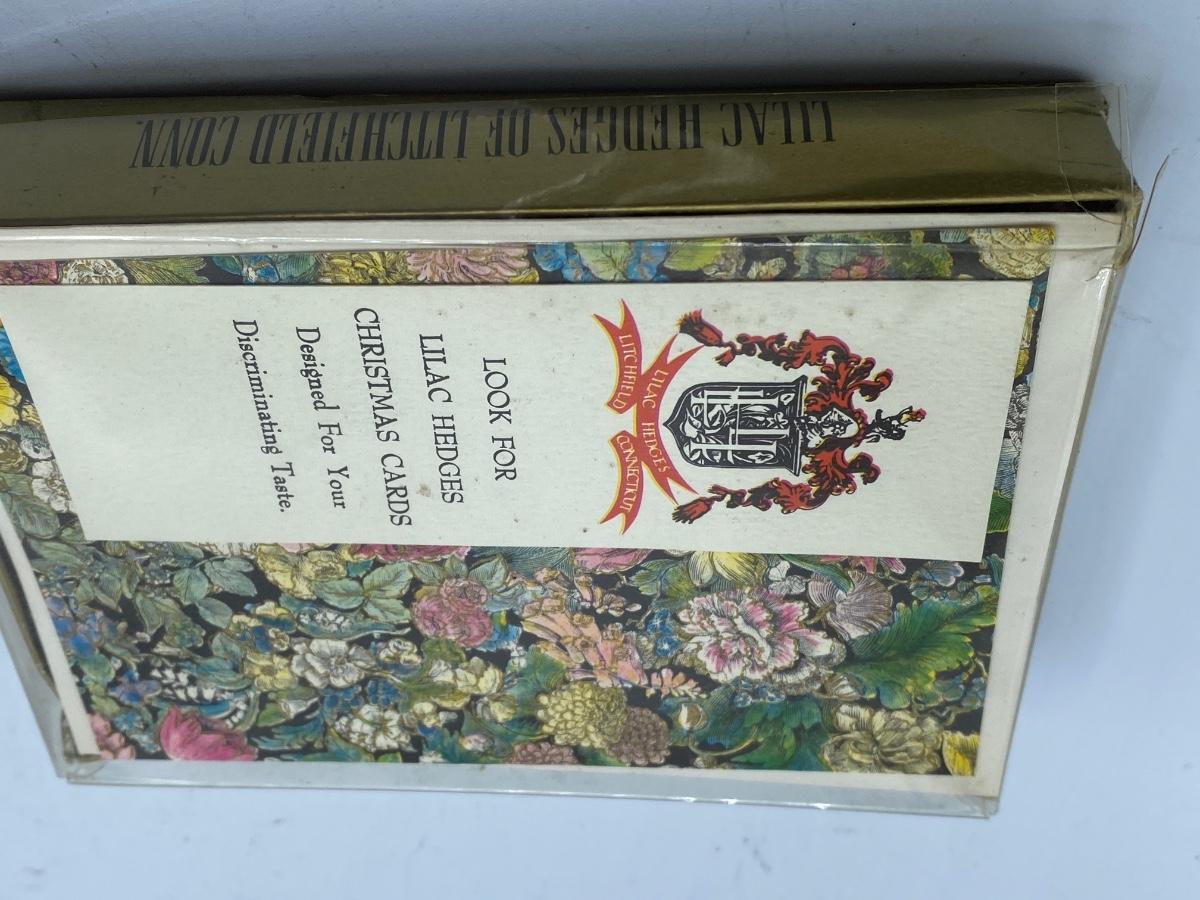 LILAC HEDGES OF LITCHFIELD CONN.
LILAC HEDGES
LITCHFIELD CONNECTICUT
LOOK FOR
LILAC HEDGES
CHRISTMAS CARDS
Designed For Your
Discriminating Taste.